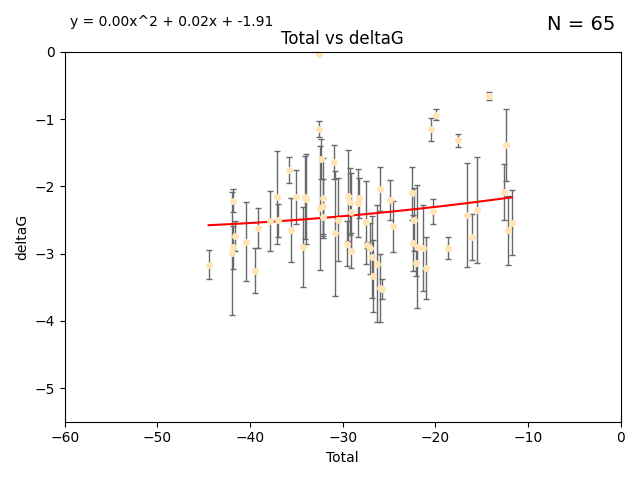 y = 0.00x^2 + 0.02x + -1.91
N = 65
Total vs deltaG
0
−1
−2
−3
−4
−5
deltaG
−60 −50 −40 −30 −20 −10 0
Total